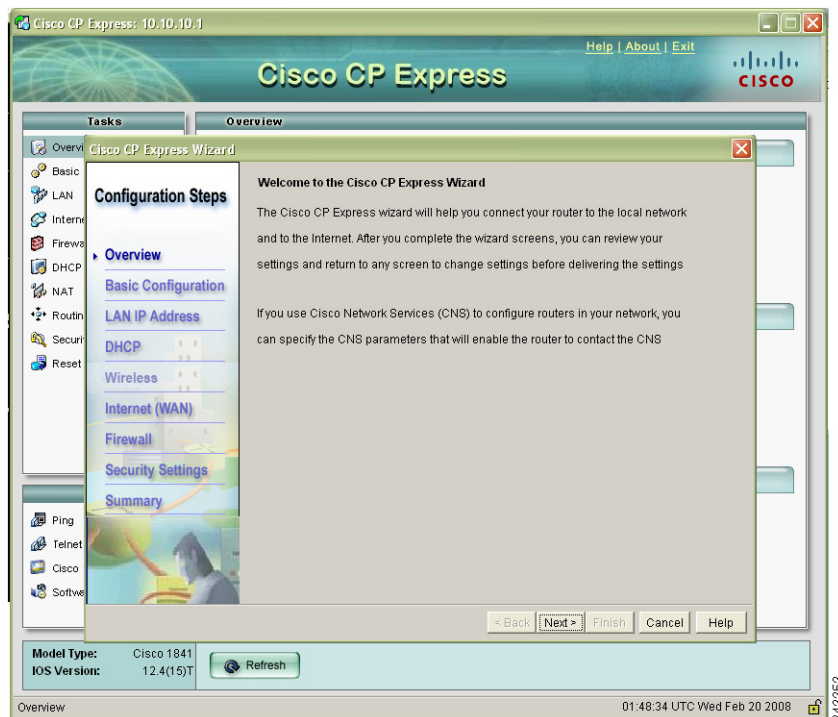 Cisco CP Express: 10.10.10.1
Help | About | Exit
Cisco CP Express
CISCO
Tasks
Overview
Overvi
Basic
LAN
Interne
Firewa
DHCP
NAT
Routin
Securi
Reset
Cisco CP Express Wizard
Configuration Steps
Overview
Basic Configuration
LAN IP Address
DHCP
Wireless
Internet (WAN)
Firewall
Security Settings
Summary
Welcome to the Cisco CP Express Wizard
The Cisco CP Express wizard will help you connect your router to the local network
and to the Internet. After you complete the wizard screens, you can review your
settings and return to any screen to change settings before delivering the settings
If you use Cisco Network Services (CNS) to configure routers in your network, you
can specify the CNS parameters that will enable the router to contact the CNS
Ping
Telnet
Cisco
Softwa
< Back
Next >
Finish
Cancel
Help
Model Type: Cisco 1841
IOS Version: 12.4(15)T
Refresh
Overview
01:48:34 UTC Wed Feb 20 2008